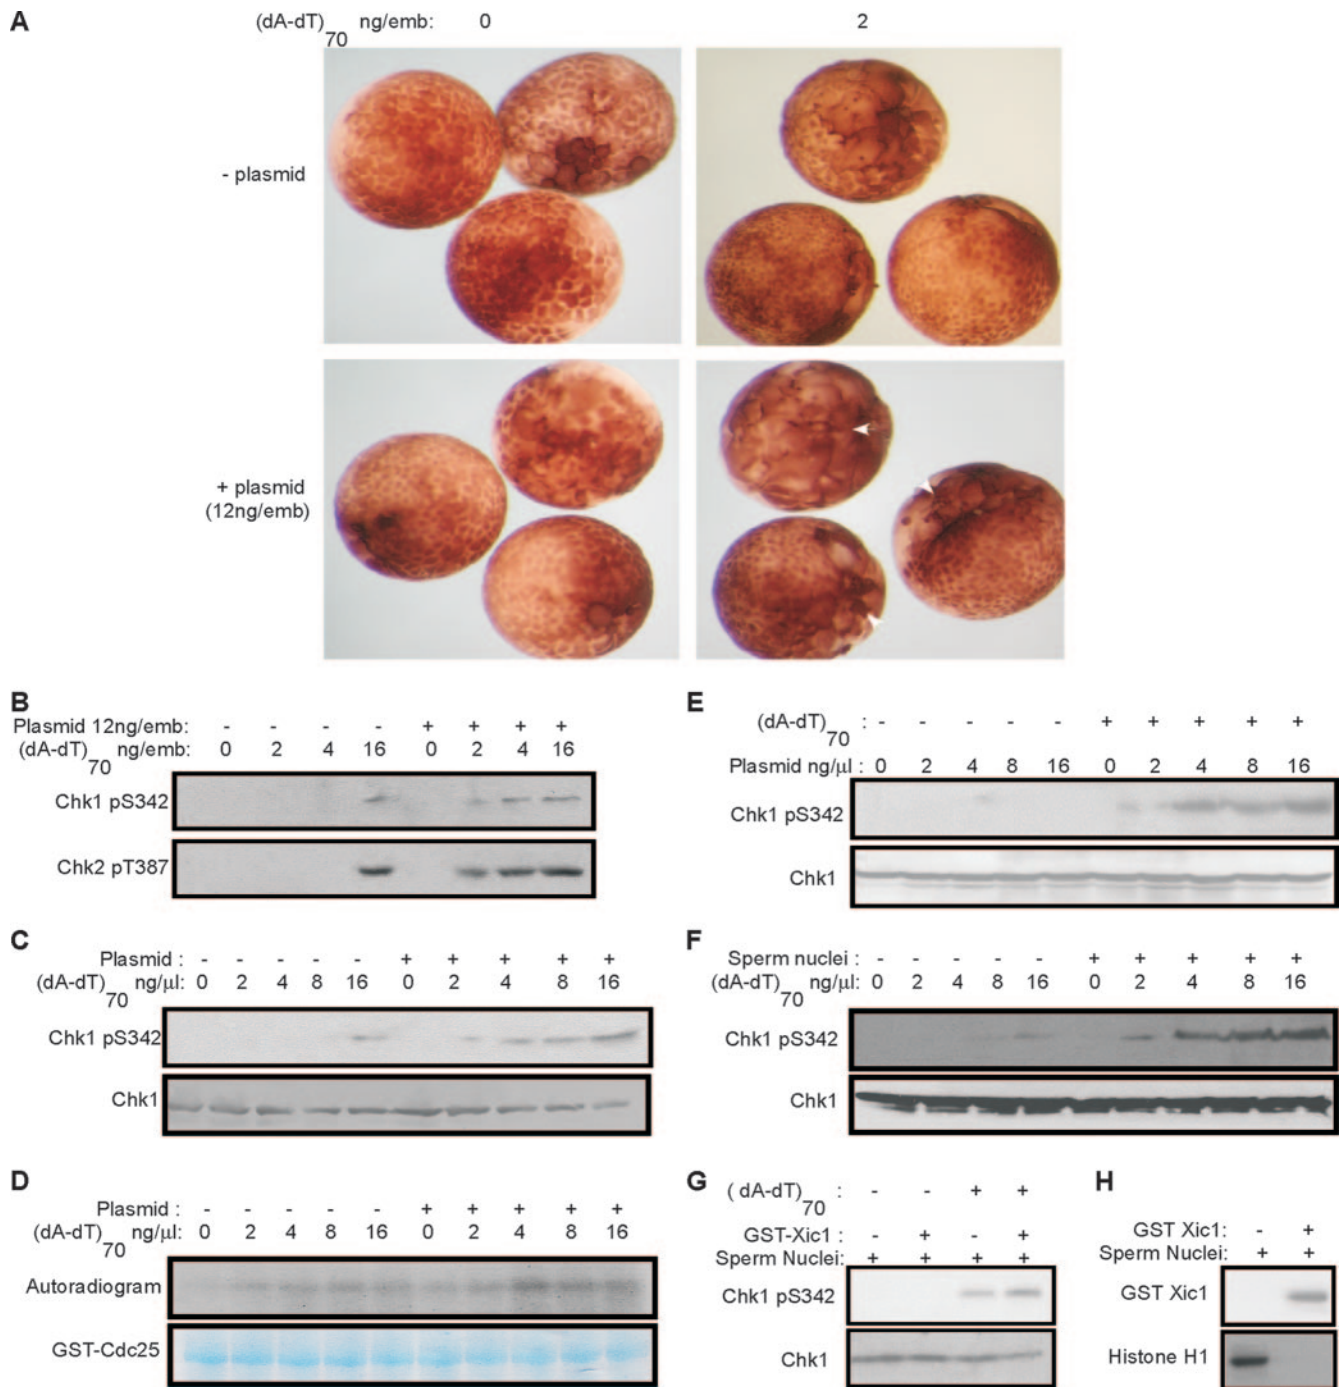 A
(dA-dT)70 ng/emb: 0 2
- plasmid
+ plasmid
(12ng/emb)
B
Plasmid 12ng/emb: - - - - + + + +
(dA-dT)70 ng/emb: 0 2 4 16 0 2 4 16
Chk1 pS342
Chk2 pT387
C
Plasmid : - - - - - + + + + +
(dA-dT)70 ng/µl: 0 2 4 8 16 0 2 4 8 16
Chk1 pS342
Chk1
D
Plasmid : - - - - - + + + + +
(dA-dT)70 ng/µl: 0 2 4 8 16 0 2 4 8 16
Autoradiogram
GST-Cdc25
E
(dA-dT)70 : - - - - - + + + + +
Plasmid ng/µl : 0 2 4 8 16 0 2 4 8 16
Chk1 pS342
Chk1
F
Sperm nuclei : - - - - - + + + + +
(dA-dT)70 ng/µl: 0 2 4 8 16 0 2 4 8 16
Chk1 pS342
Chk1
G
( dA-dT)70 : - - + +
GST-Xic1 : - + - +
Sperm Nuclei: + + + +
Chk1 pS342
Chk1
H
GST Xic1: - +
Sperm Nuclei: + +
GST Xic1
Histone H1